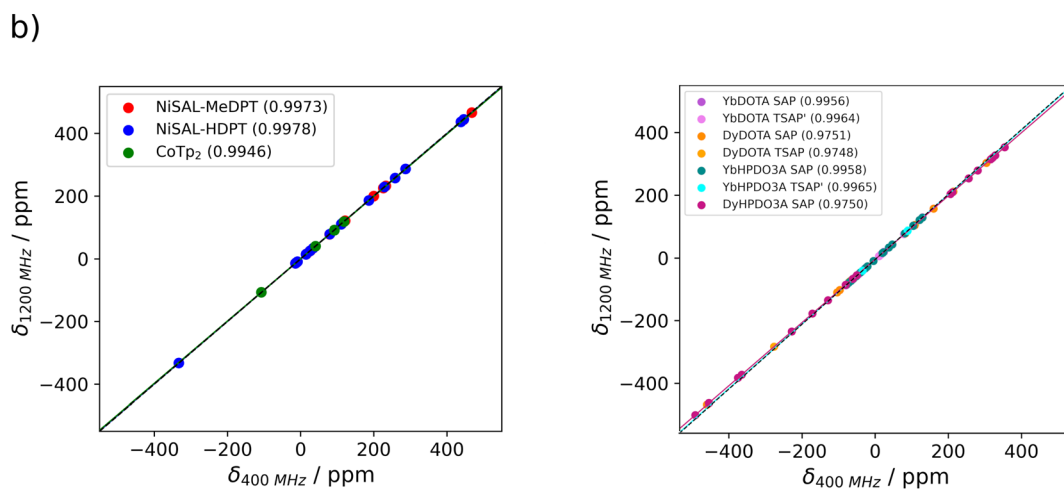 b)
NiSAL-MeDPT (0.9973)
NiSAL-HDPT (0.9978)
CoTp₂ (0.9946)
400
200
0
−200
−400
δ1200 MHz / ppm
−400 −200 0 200 400
δ400 MHz / ppm
YbDOTA SAP (0.9956)
YbDOTA TSAP' (0.9964)
DyDOTA SAP (0.9751)
DyDOTA TSAP (0.9748)
YbHPDO3A SAP (0.9958)
YbHPDO3A TSAP' (0.9965)
DyHPDO3A SAP (0.9750)
400
200
0
−200
−400
δ1200 MHz / ppm
−400 −200 0 200 400
δ400 MHz / ppm